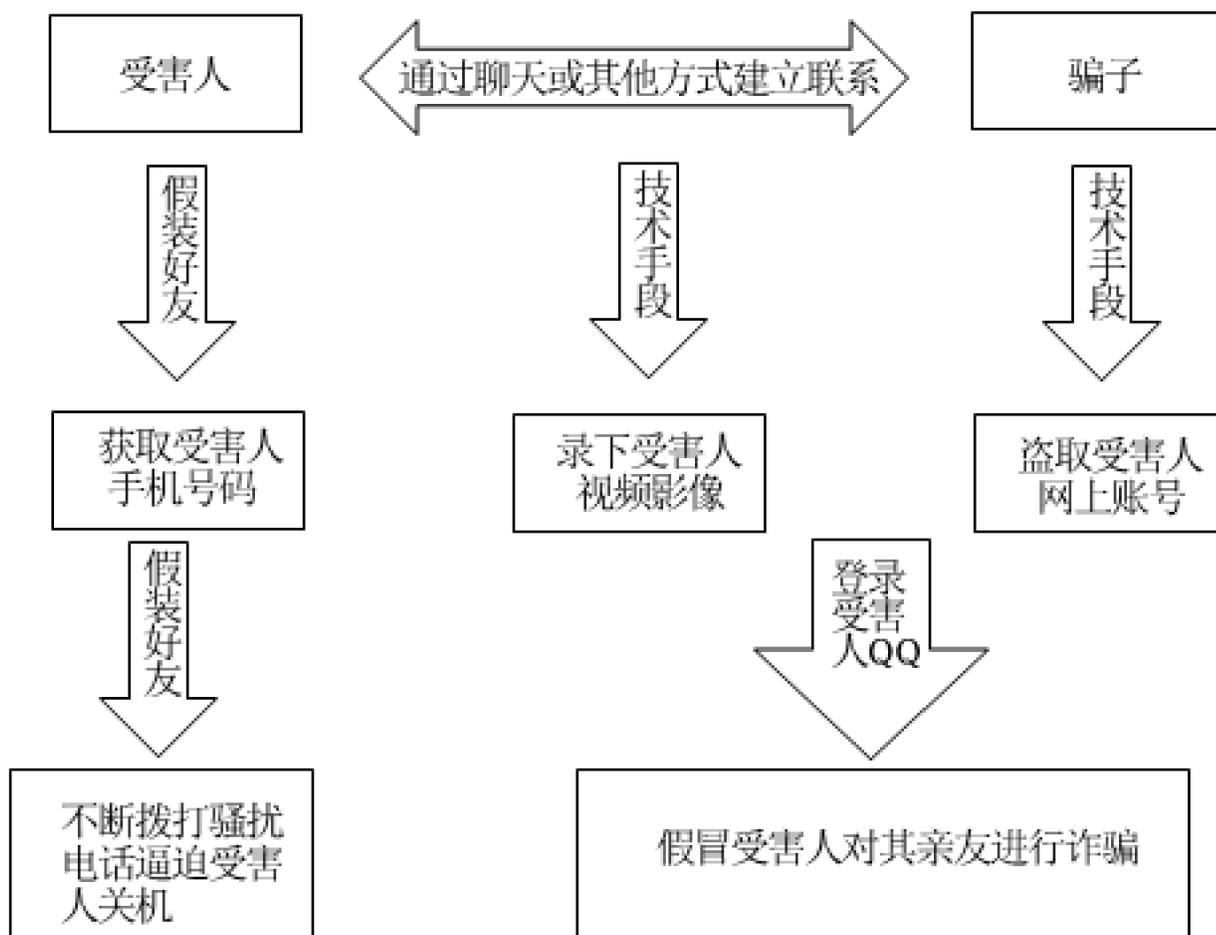 受害人
通过聊天或其他方式建立联系
骗子
假装好友
技术手段
技术手段
获取受害人
手机号码
录下受害人
视频影像
盗取受害人
网上账号
假装好友
登录
受害
人QQ
不断拨打骚扰
电话逼迫受害
人关机
假冒受害人对其亲友进行诈骗